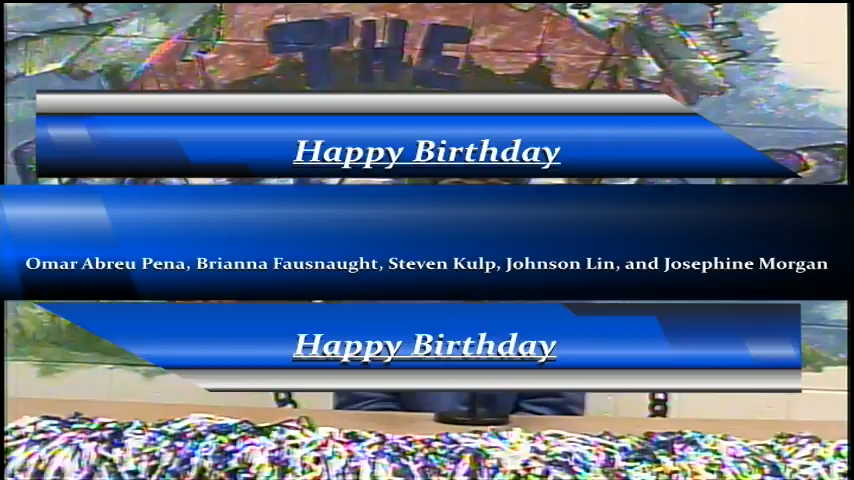 THE
Happy Birthday
Omar Abreu Pena, Brianna Fausnaught, Steven Kulp, Johnson Lin, and Josephine Morgan
Happy Birthday